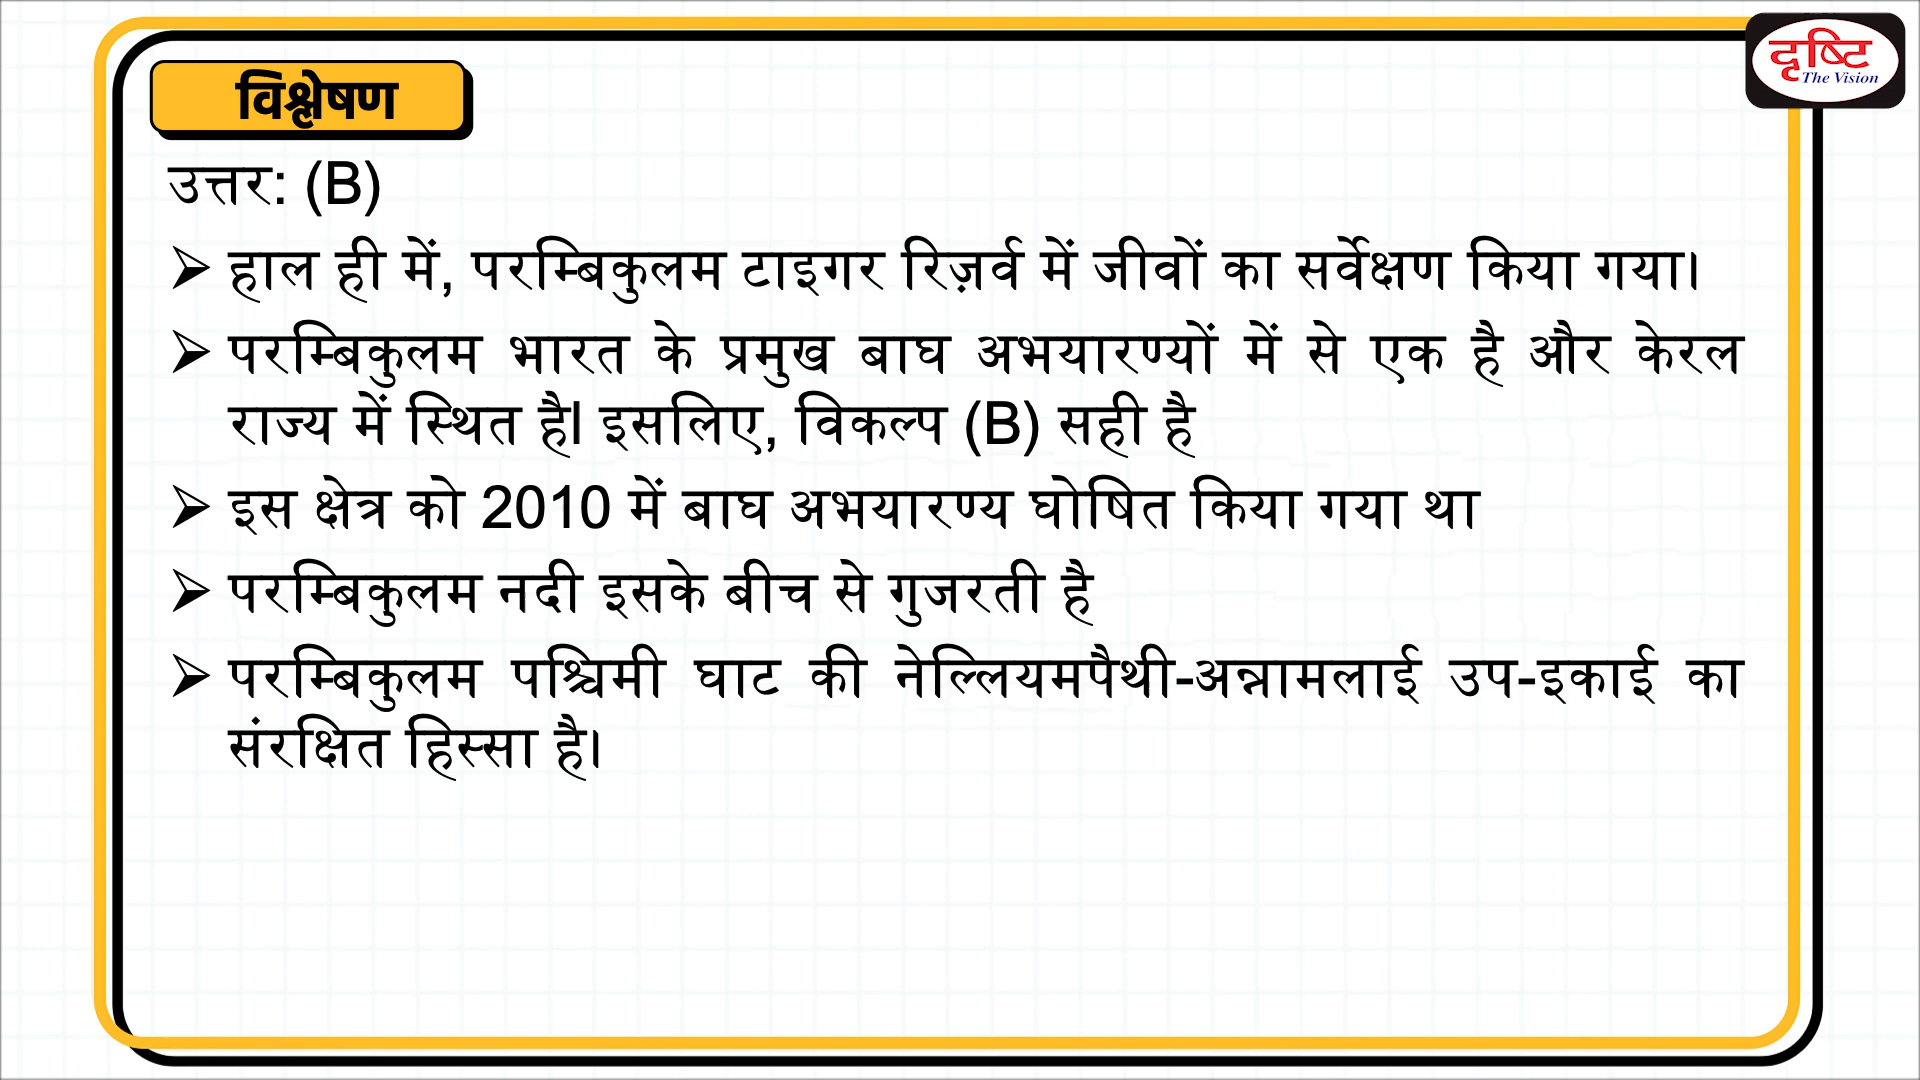 दृष्टि
The Vision
विश्लेषण
उत्तर: (B)
➢ हाल ही में, परम्बिकुलम टाइगर रिज़र्व में जीवों का सर्वेक्षण किया गया।
➢ परम्बिकुलम भारत के प्रमुख बाघ अभयारण्यों में से एक है और केरल
राज्य में स्थित है। इसलिए, विकल्प (B) सही है
➢ इस क्षेत्र को 2010 में बाघ अभयारण्य घोषित किया गया था
➢ परम्बिकुलम नदी इसके बीच से गुजरती है
➢ परम्बिकुलम पश्चिमी घाट की नेल्लियमपैथी-अन्नामलाई उप-इकाई का
संरक्षित हिस्सा है।